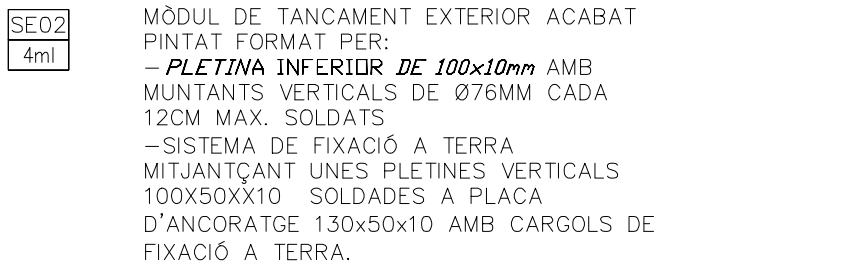 SE02
4ml
MÒDUL DE TANCAMENT EXTERIOR ACABAT
PINTAT FORMAT PER:
-PLETINA INFERIOR DE 100x10mm AMB
MUNTANTS VERTICALS DE Ø76MM CADA
12CM MAX. SOLDATS
-SISTEMA DE FIXACIÓ A TERRA
MITJANTÇANT UNES PLETINES VERTICALS
100X50XX10 SOLDADES A PLACA
D'ANCORATGE 130x50x10 AMB CARGOLS DE
FIXACIÓ A TERRA.